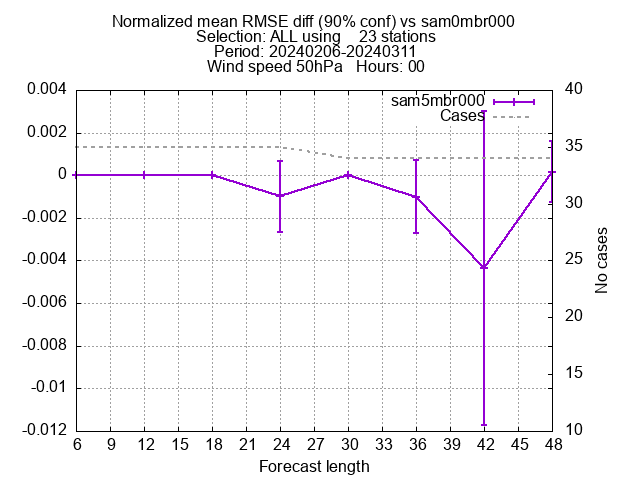 Normalized mean RMSE diff (90% conf) vs sam0mbr000
Selection: ALL using    23 stations
Period: 20240206-20240311
Wind speed 50hPa   Hours: 00
sam5mbr000
Cases
0.004
0.002
0
-0.002
-0.004
-0.006
-0.008
-0.01
-0.012
40
35
30
25
20
15
10
No cases
6 9 12 15 18 21 24 27 30 33 36 39 42 45 48
Forecast length